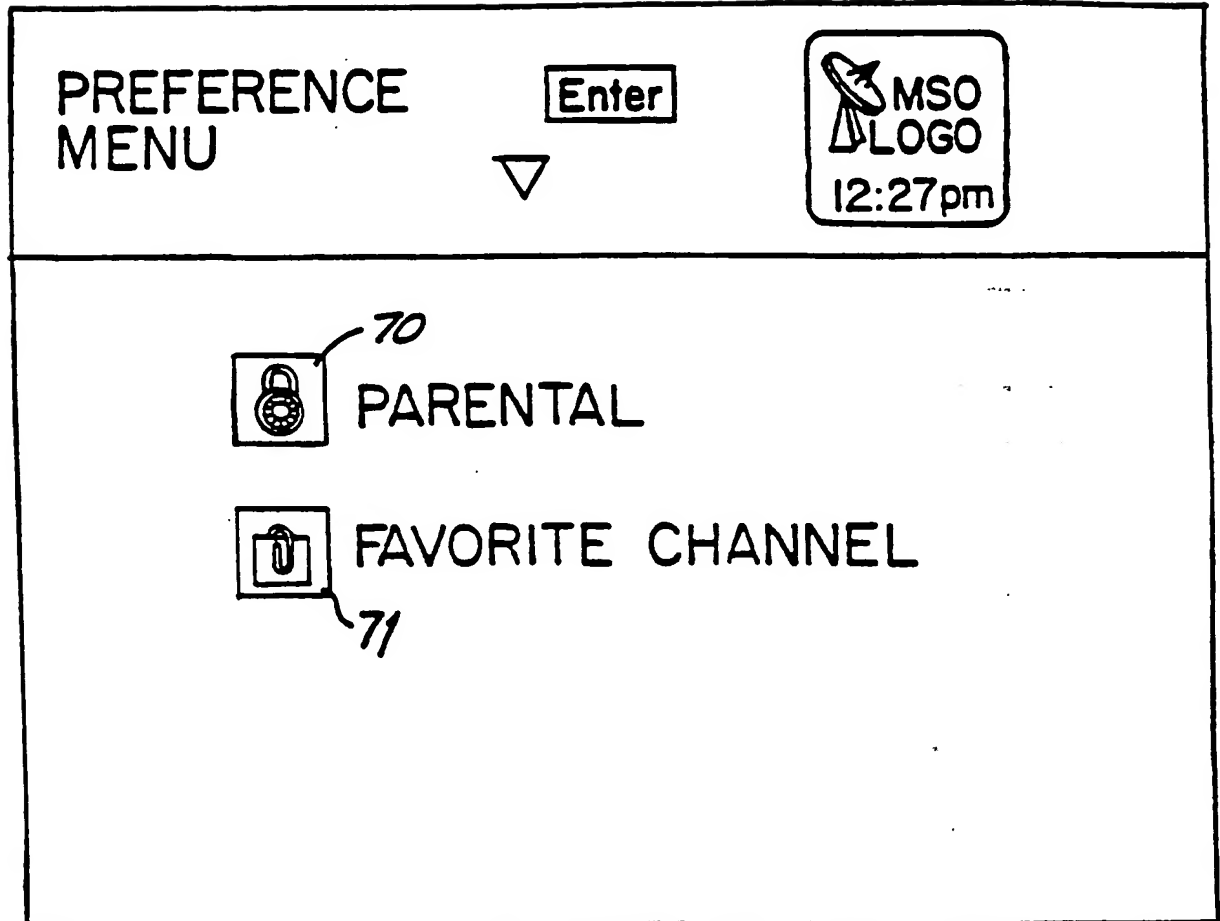 PREFERENCE
MENU
Enter
MSO
LOGO
12:27pm
70
PARENTAL
FAVORITE CHANNEL
71